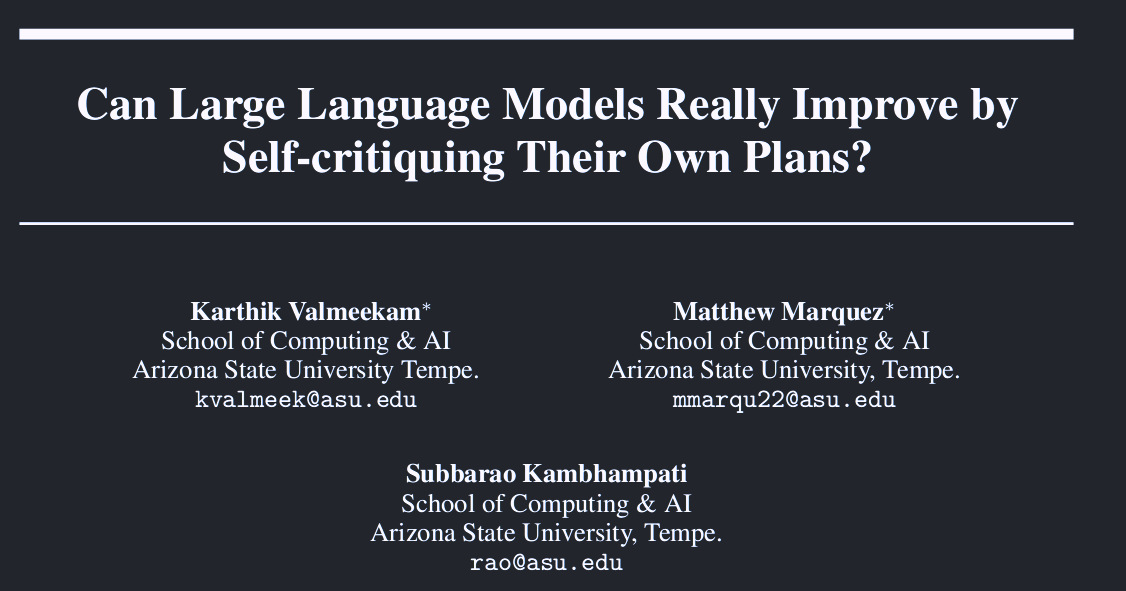 Can Large Language Models Really Improve by
Self-critiquing Their Own Plans?
Karthik Valmeekam*
School of Computing & AI
Arizona State University Tempe.
kvalmeek@asu.edu
Matthew Marquez*
School of Computing & AI
Arizona State University, Tempe.
mmarqu22@asu.edu
Subbarao Kambhampati
School of Computing & AI
Arizona State University, Tempe.
rao@asu.edu